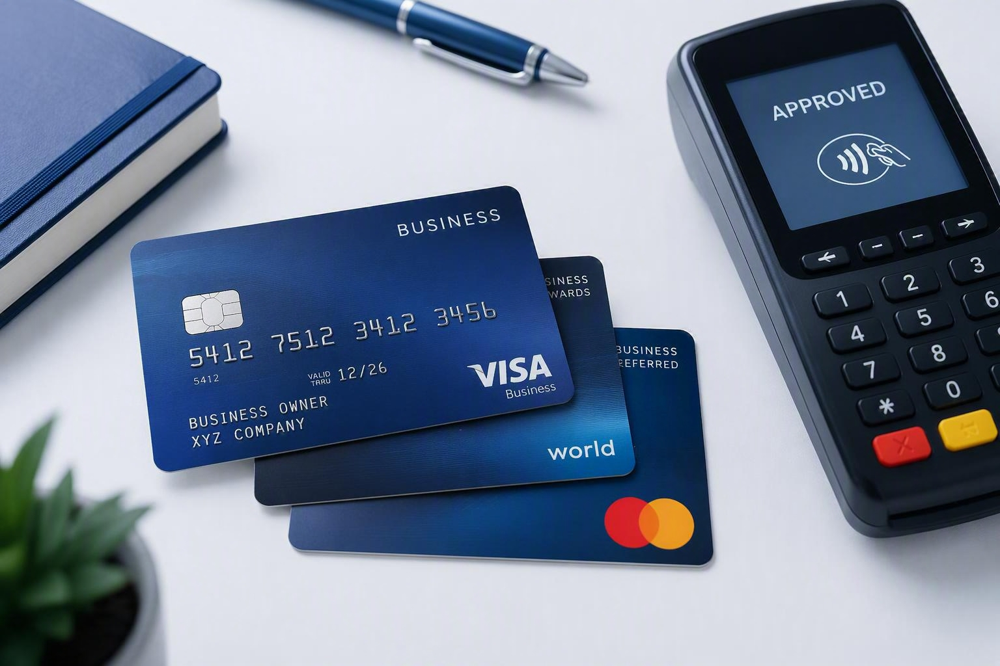 BUSINESS
5412 7512 3412 3456
5412
VALID
TRRU
12/26
VISA
Business
BUSINESS OWNER
XYZ COMPANY
SINESS
WARDS
world
BUSINESS
REFERRED
APPROVED
1
2
3
4
5
6
7
8
*
0